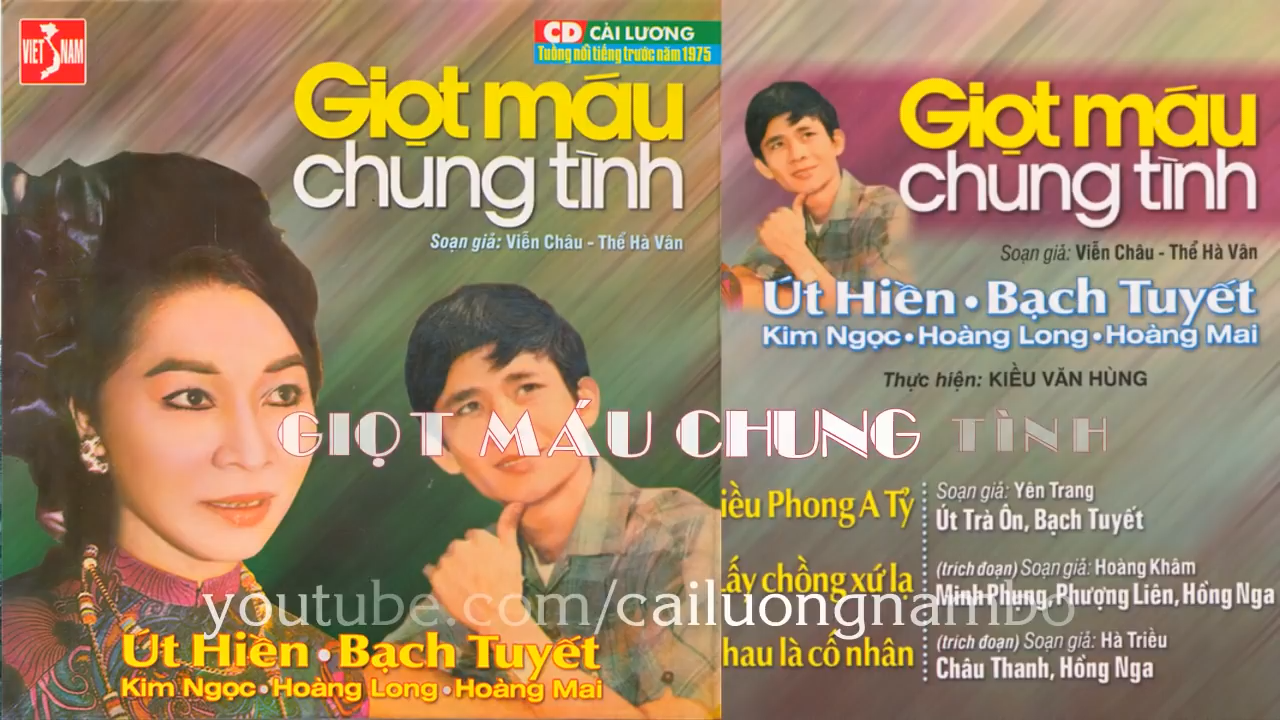 VIỆT NAM
CD CẢI LƯƠNG
Tuồng nổi tiếng trước năm 1975
Giọt máu
chung tình
Soạn giả: Viễn Châu - Thể Hà Vân
Út Hiền • Bạch Tuyết
Kim Ngọc • Hoàng Long • Hoàng Mai
Giọt máu
chung tình
Soạn giả: Viễn Châu - Thể Hà Vân
Út Hiền • Bạch Tuyết
Kim Ngọc • Hoàng Long • Hoàng Mai
Thực hiện: KIỀU VĂN HÙNG
GIỌT MÁU CHUNG TÌNH
iều Phong A Tỷ
Soạn giả: Yên Trang
Út Trà Ôn, Bạch Tuyết
ấy chồng xứ lạ
(trích đoạn) Soạn giả: Hoàng Khâm
Minh Phụng, Phượng Liên, Hồng Nga
hau là cố nhân
(trích đoạn) Soạn giả: Hà Triều
Châu Thanh, Hồng Nga
youtube.com/cailuongnambo